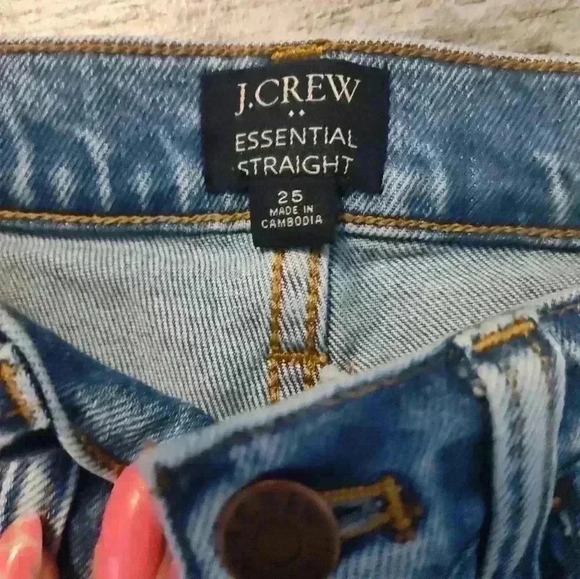 J.CREW
ESSENTIAL
STRAIGHT
25
MADE IN
CAMBODIA